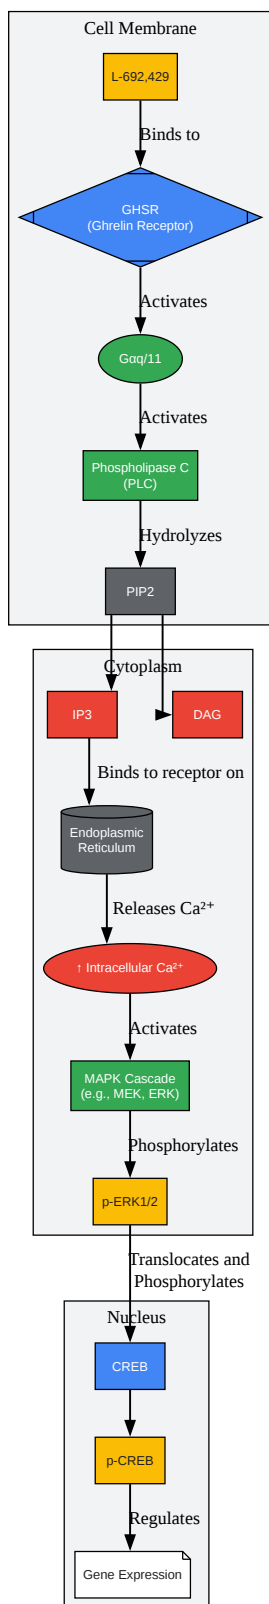 Cell Membrane
L-692,429
Binds to
GHSR
(Ghrelin Receptor)
Activates
Gαq/11
Activates
Phospholipase C
(PLC)
Hydrolyzes
PIP2
Cytoplasm
IP3
DAG
Binds to receptor on
Endoplasmic
Reticulum
Releases Ca²⁺
↑ Intracellular Ca²⁺
Activates
MAPK Cascade
(e.g., MEK, ERK)
Phosphorylates
p-ERK1/2
Translocates and
Phosphorylates
Nucleus
CREB
p-CREB
Regulates
Gene Expression